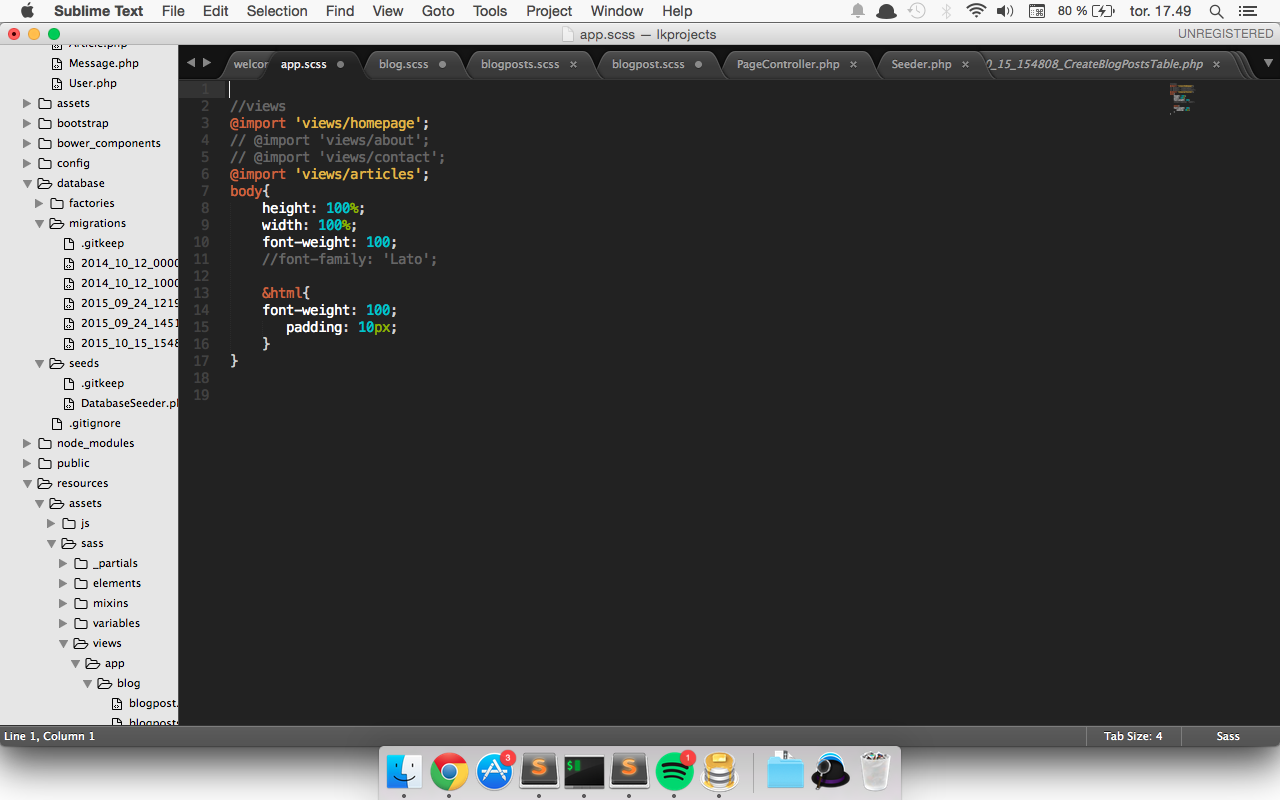 Sublime Text File Edit Selection Find View Goto Tools Project Window Help 80 % tor. 17.49
app.scss — lkprojects UNREGISTERED
Article.php
Message.php
User.php
assets
bootstrap
bower_components
config
database
factories
migrations
.gitkeep
2014_10_12_0000
2014_10_12_1000
2015_09_24_1219
2015_09_24_1451
2015_10_15_1548
seeds
.gitkeep
DatabaseSeeder.p
.gitignore
node_modules
public
resources
assets
js
sass
_partials
elements
mixins
variables
views
app
blog
blogpost.
blogposts
welcor app.scss blog.scss blogposts.scss × blogpost.scss PageController.php × Seeder.php × 0_15_154808_CreateBlogPostsTable.php ×
1
2 //views
3 @import 'views/homepage';
4 // @import 'views/about';
5 // @import 'views/contact';
6 @import 'views/articles';
7 body{
8 height: 100%;
9 width: 100%;
10 font-weight: 100;
11 //font-family: 'Lato';
12
13 &html{
14 font-weight: 100;
15 padding: 10px;
16 }
17 }
18
19
Line 1, Column 1 Tab Size: 4 Sass
3
1